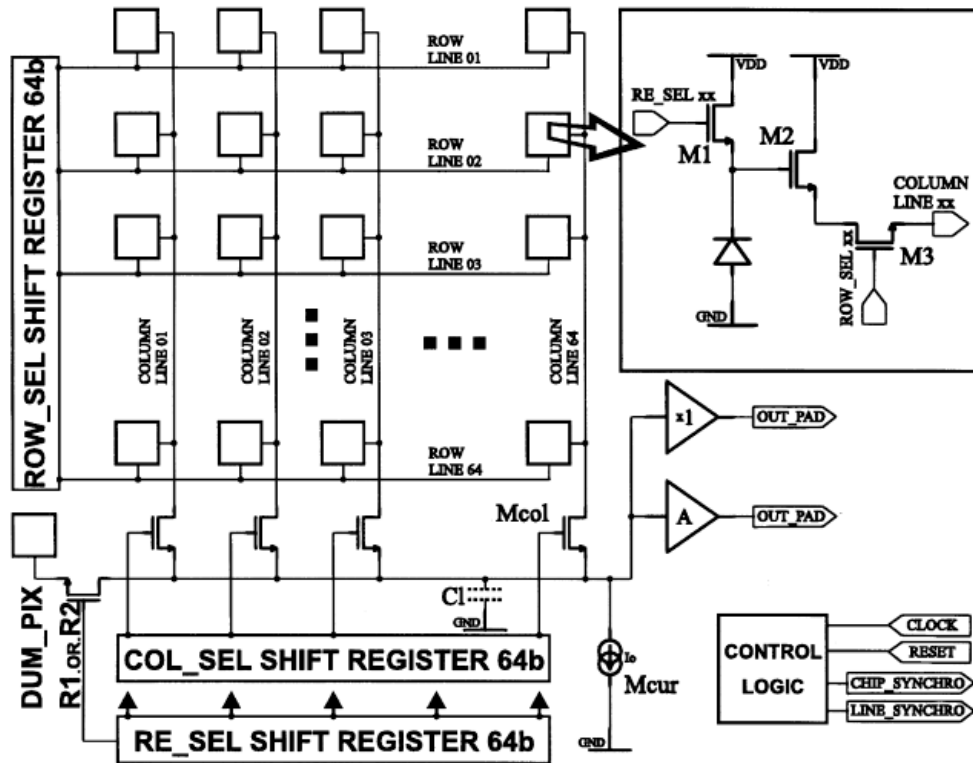 ROW_SEL SHIFT REGISTER 64b
ROW
LINE 01
ROW
LINE 02
ROW
LINE 03
ROW
LINE 64
COLUMN
LINE 01
COLUMN
LINE 02
COLUMN
LINE 03
COLUMN
LINE 64
VDD
VDD
RE_SEL xx
M1
M2
COLUMN
LINE xx
M3
ROW_SEL xx
GND
x1
OUT_PAD
A
OUT_PAD
Mcol
DUM_PIX
R1.OR.R2
Cl
GND
Io
Mcur
GND
COL_SEL SHIFT REGISTER 64b
RE_SEL SHIFT REGISTER 64b
CONTROL
LOGIC
CLOCK
RESET
CHIP_SYNCHRO
LINE_SYNCHRO